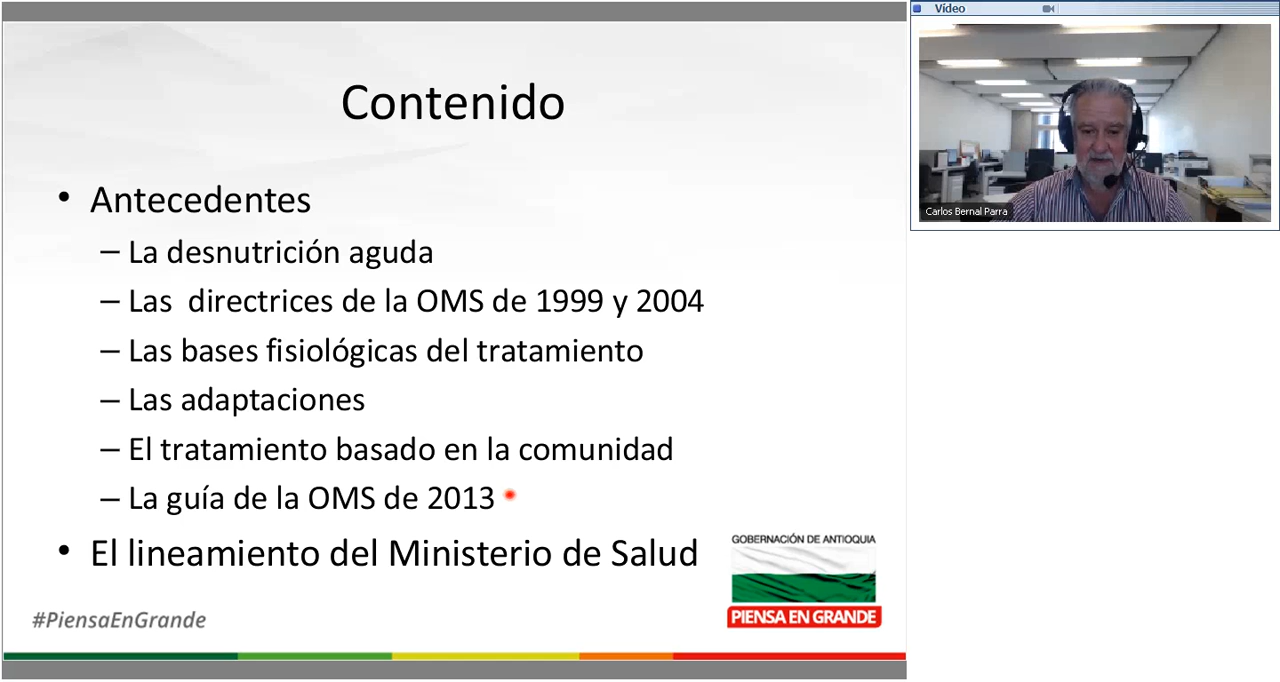 Contenido
• Antecedentes
– La desnutrición aguda
– Las directrices de la OMS de 1999 y 2004
– Las bases fisiológicas del tratamiento
– Las adaptaciones
– El tratamiento basado en la comunidad
– La guía de la OMS de 2013
• El lineamiento del Ministerio de Salud
GOBERNACIÓN DE ANTIOQUIA
PIENSA EN GRANDE
#PiensaEnGrande
Vídeo
Carlos Bernal Parra